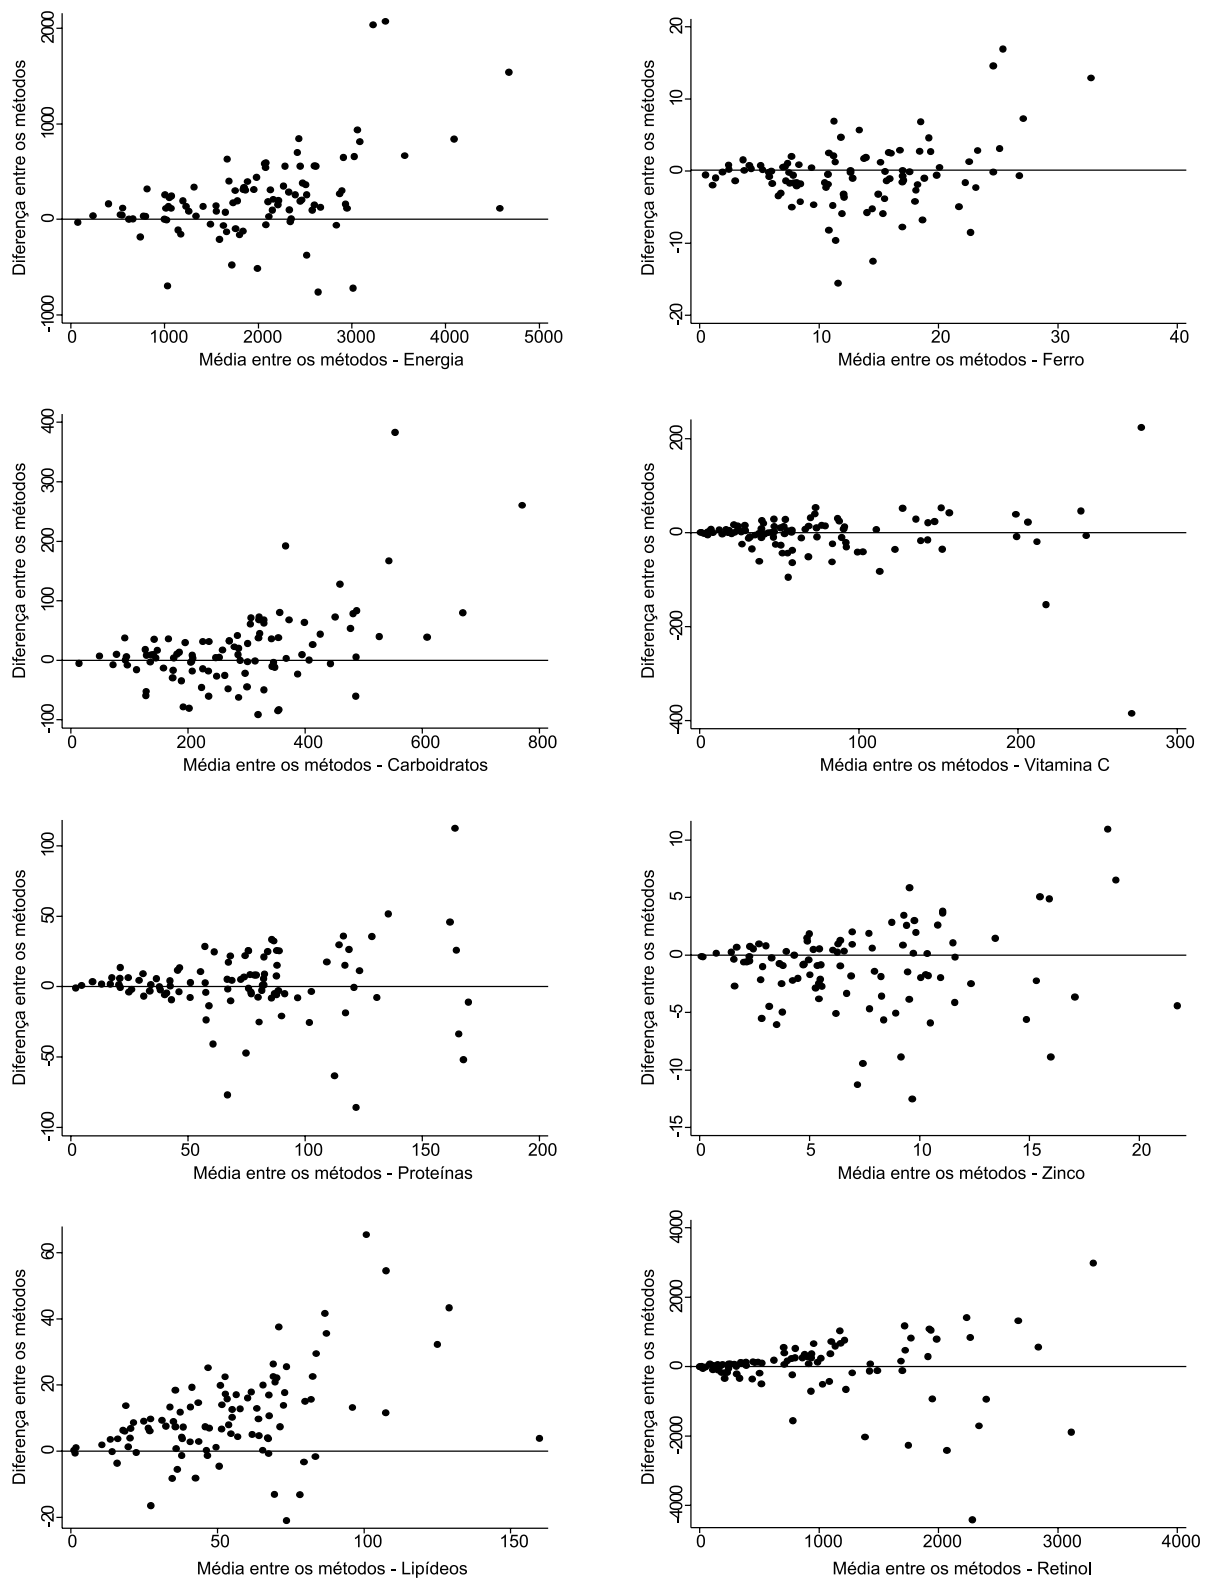 Diferença entre os métodos
2000
1000
0
-1000
0 1000 2000 3000 4000 5000
Média entre os métodos - Energia
Diferença entre os métodos
20
10
0
-10
-20
0 10 20 30 40
Média entre os métodos - Ferro
Diferença entre os métodos
400
300
200
100
0
-100
0 200 400 600 800
Média entre os métodos - Carboidratos
Diferença entre os métodos
200
0
200
-400
0 100 200 300
Média entre os métodos - Vitamina C
Diferença entre os métodos
100
50
0
-50
-100
0 50 100 150 200
Média entre os métodos - Proteínas
Diferença entre os métodos
10
5
0
-5
-10
-15
0 5 10 15 20
Média entre os métodos - Zinco
Diferença entre os métodos
60
40
20
0
-20
0 50 100 150
Média entre os métodos - Lipídeos
Diferença entre os métodos
4000
2000
0
-2000
-4000
0 1000 2000 3000 4000
Média entre os métodos - Retinol